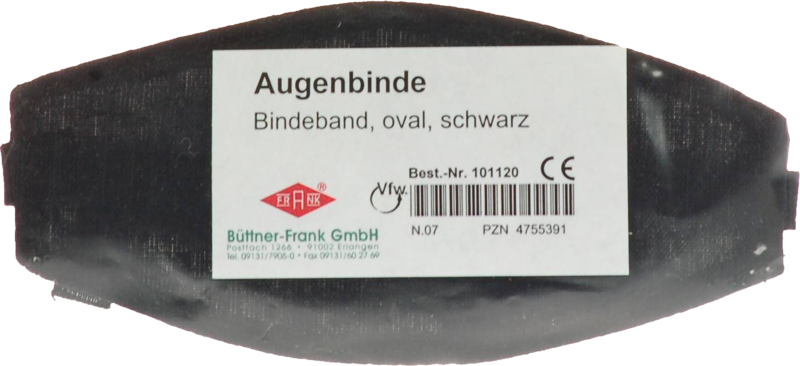 Augenbinde
Bindeband, oval, schwarz
Best.-Nr. 101120 CE
Vfw.
FRANK ®
Büttner-Frank GmbH
Postfach 1266 • 91002 Erlangen
Tel. 09131/7905-0 • Fax 09131/60 27 69
N.07 PZN 4755391